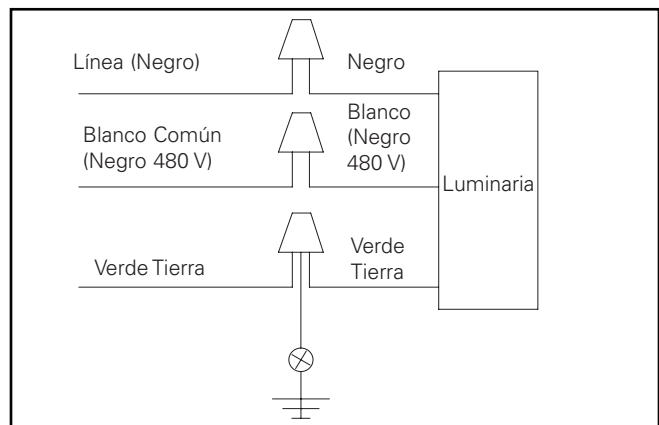 Línea (Negro)
Negro
Blanco Común
(Negro 480 V)
Blanco
(Negro
480 V)
Luminaria
Verde Tierra
Verde
Tierra